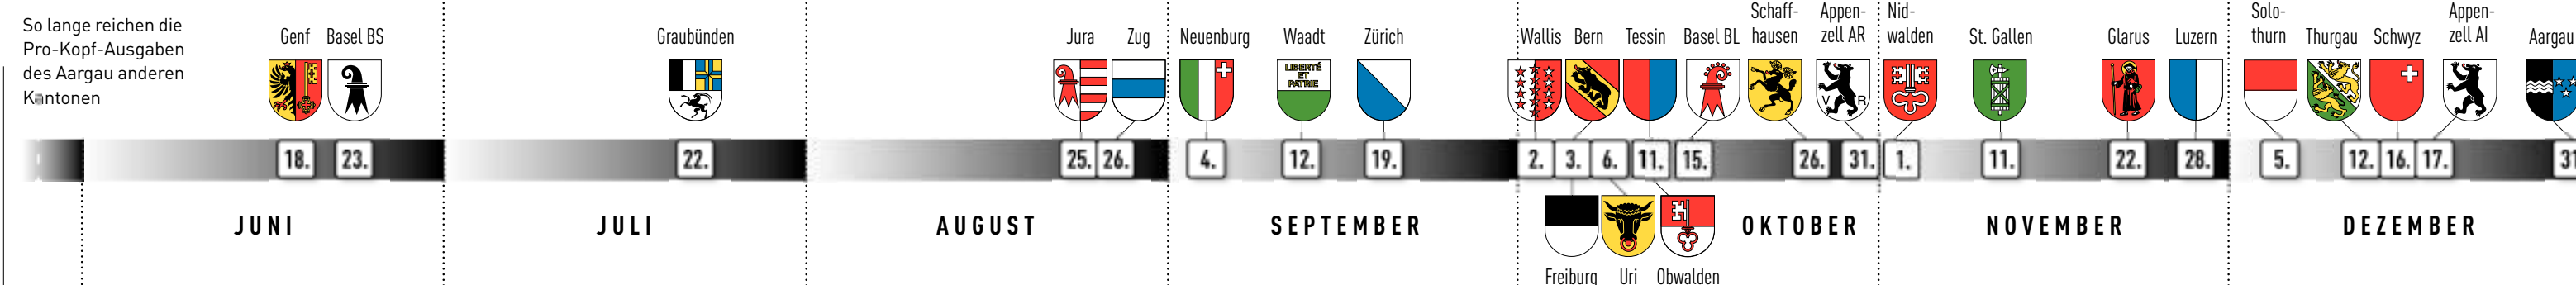 So lange reichen die
Pro-Kopf-Ausgaben
des Aargau anderen
Kantonen
Genf
Basel BS
Graubünden
Jura
Zug
Neuenburg
Waadt
Zürich
Wallis
Bern
Tessin
Basel BL
Schaff-
hausen
Appen-
zell AR
Nid-
walden
St. Gallen
Glarus
Luzern
Solo-
thurn
Thurgau
Schwyz
Appen-
zell AI
Aargau
LIBERTÉ
ET
PATRIE
V R
18. 23. 22. 25. 26. 4. 12. 19. 2. 3. 6. 11. 15. 26. 31. 1. 11. 22. 28. 5. 12. 16. 17. 31
JUNI JULI AUGUST SEPTEMBER OKTOBER NOVEMBER DEZEMBER
Freiburg Uri Obwalden